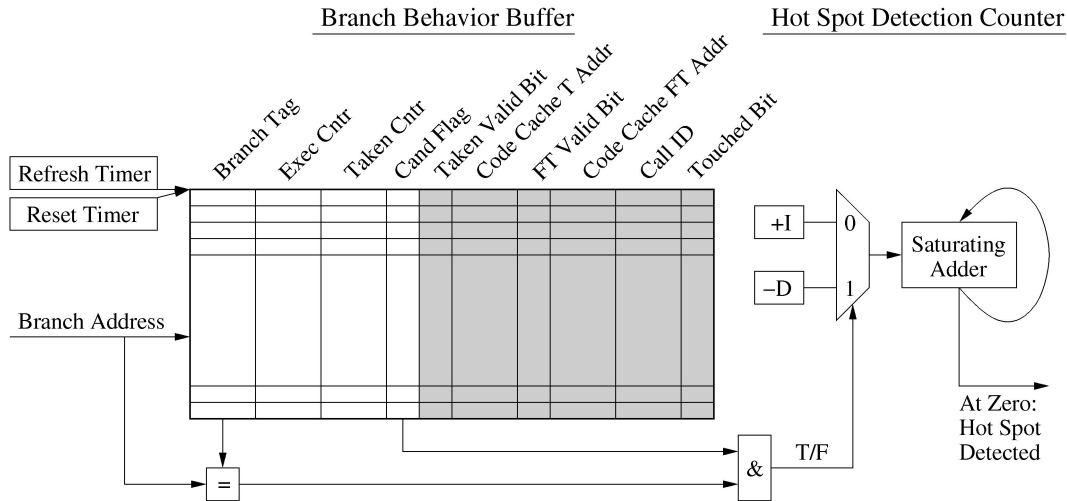 Branch Behavior Buffer
Hot Spot Detection Counter
Branch Tag
Exec Cntr
Taken Cntr
Cand Flag
Taken Valid Bit
Code Cache T Addr
FT Valid Bit
Code Cache FT Addr
Call ID
Touched Bit
Refresh Timer
Reset Timer
+I
0
Saturating
Adder
–D
1
Branch Address
At Zero:
Hot Spot
Detected
T/F
&
=